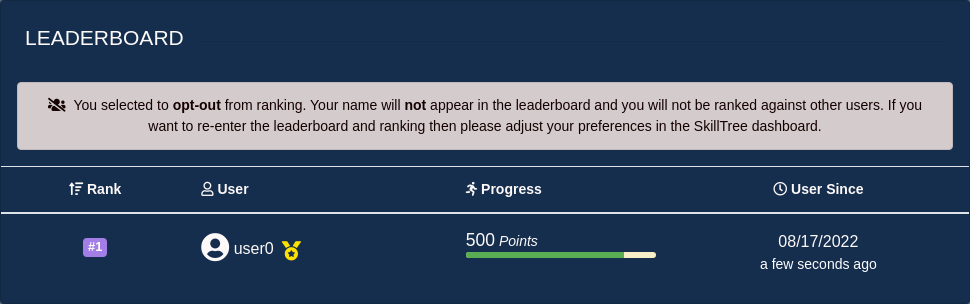 LEADERBOARD
You selected to opt-out from ranking. Your name will not appear in the leaderboard and you will not be ranked against other users. If you
want to re-enter the leaderboard and ranking then please adjust your preferences in the SkillTree dashboard.
Rank User Progress User Since
#1 user0 500 Points 08/17/2022
a few seconds ago